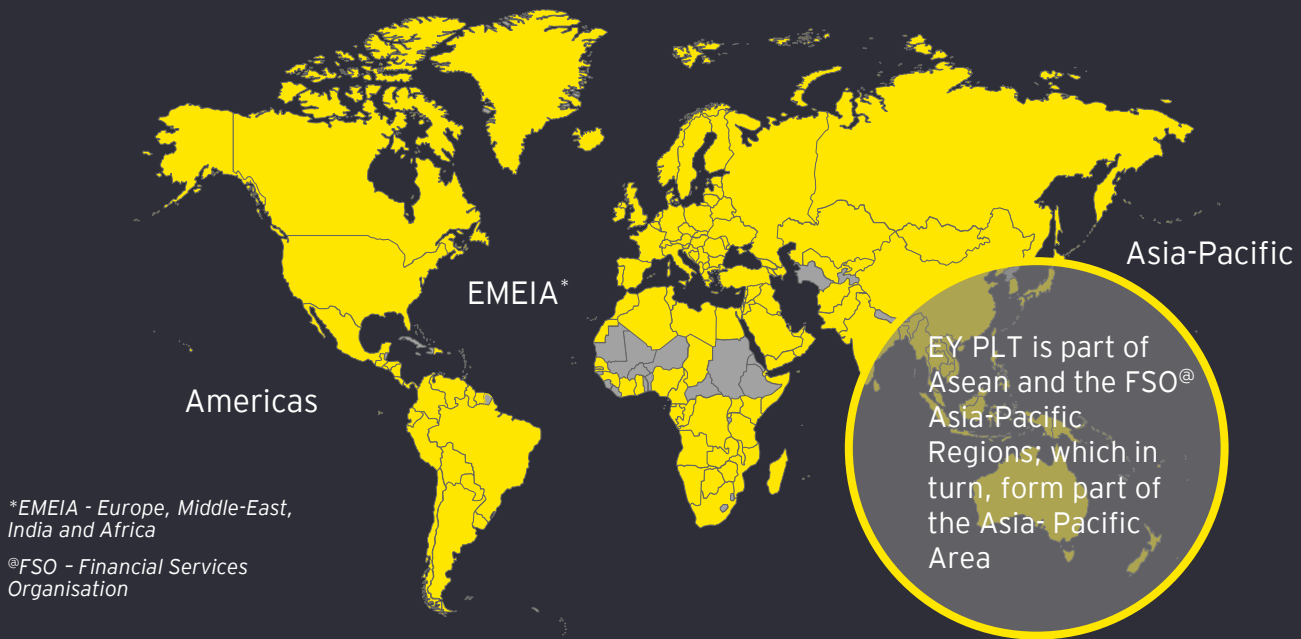 Asia-Pacific
EMEIA*
Americas
EY PLT is part of
Asean and the FSO@
Asia-Pacific
Regions; which in
turn, form part of
the Asia- Pacific
Area
*EMEIA - Europe, Middle-East,
India and Africa
@FSO – Financial Services
Organisation